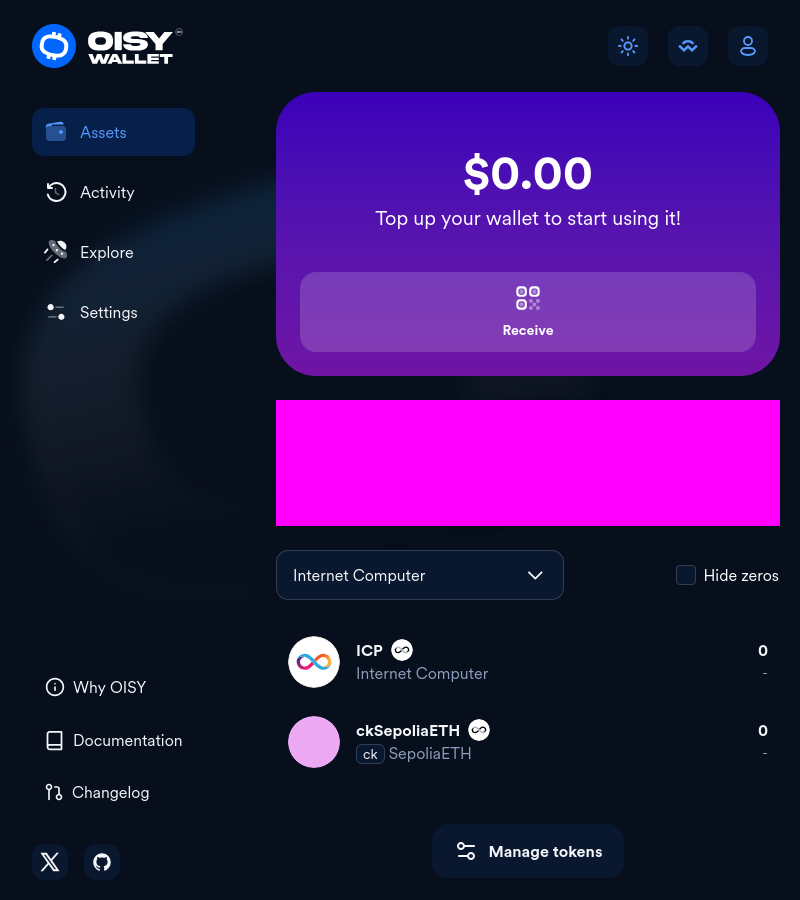 OISY
WALLET
Assets
Activity
Explore
Settings
$0.00
Top up your wallet to start using it!
Receive
Internet Computer
Hide zeros
ICP
0
Internet Computer
-
ckSepoliaETH
0
ck SepoliaETH
-
Why OISY
Documentation
Changelog
Manage tokens